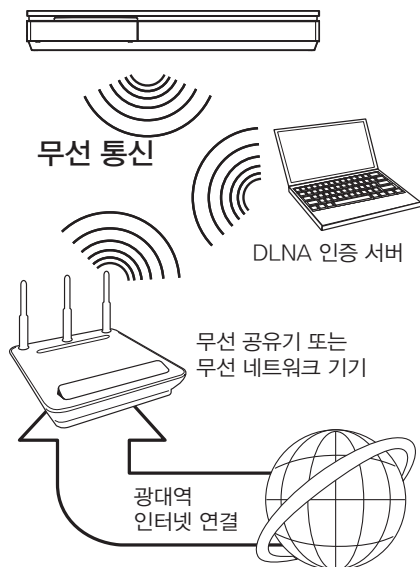 무선 통신
DLNA 인증 서버
무선 공유기 또는
무선 네트워크 기기
광대역
인터넷 연결